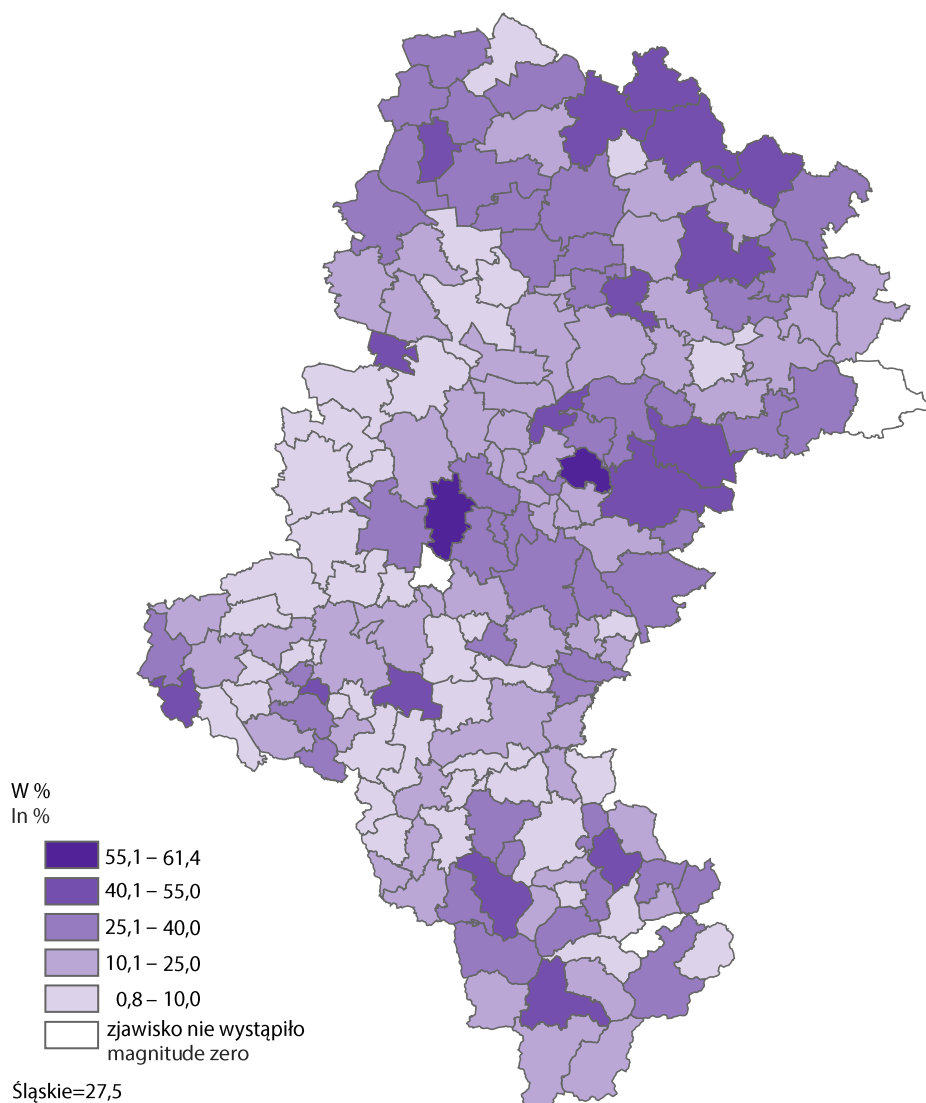 W %
In %
55,1 – 61,4
40,1 – 55,0
25,1 – 40,0
10,1 – 25,0
0,8 – 10,0
zjawisko nie wystąpiło
magnitude zero
Śląskie=27,5